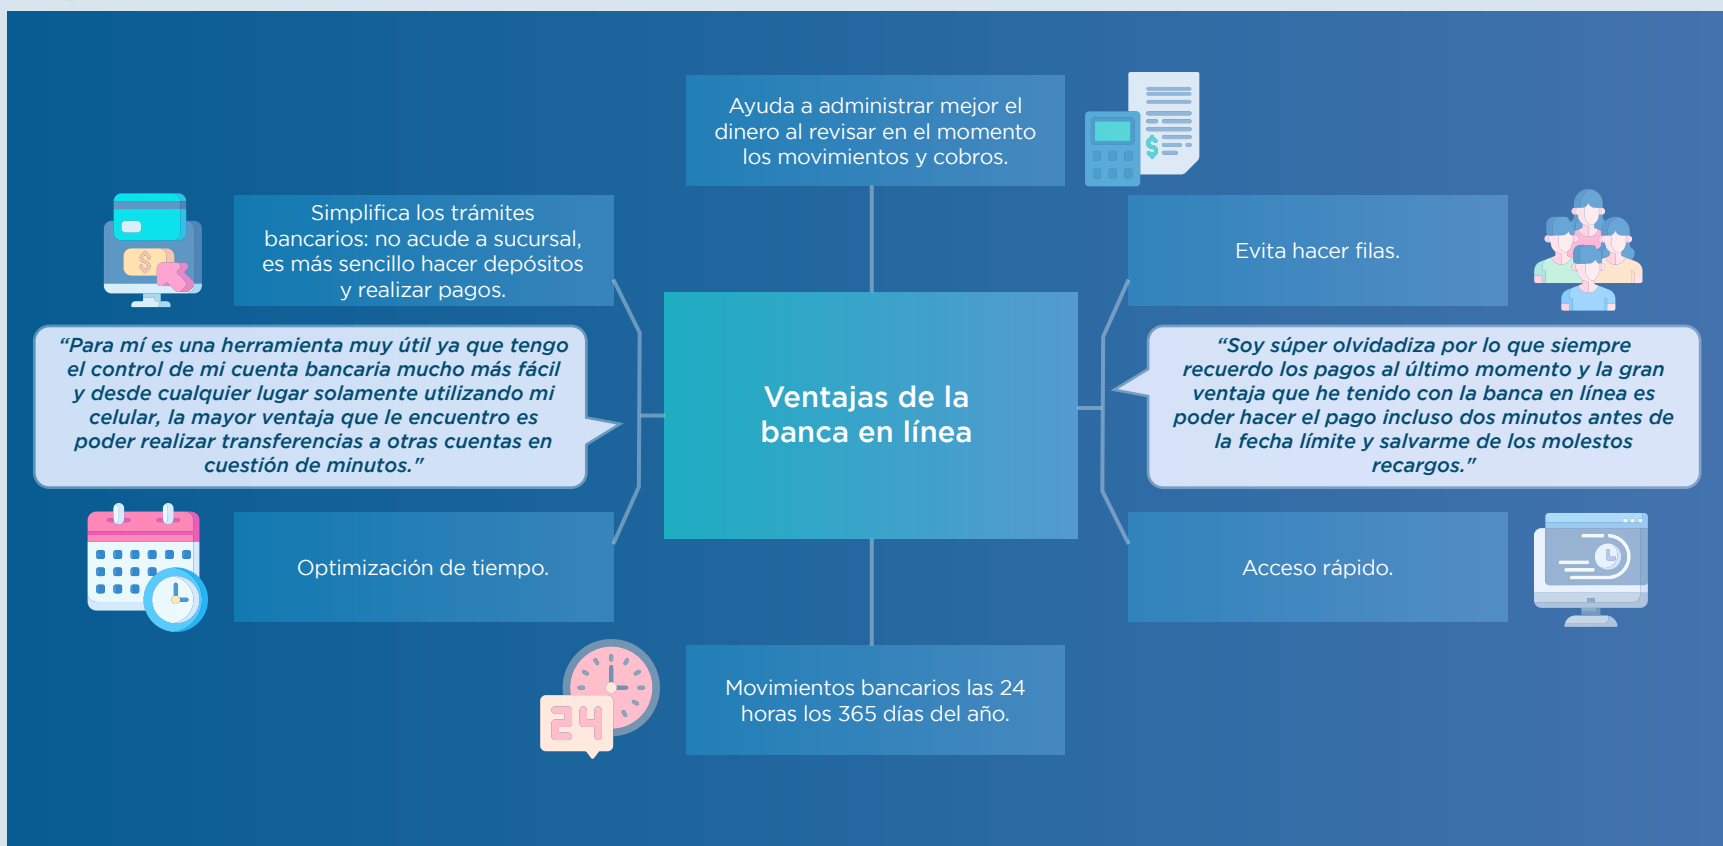 Ayuda a administrar mejor el
dinero al revisar en el momento
los movimientos y cobros.
Simplifica los trámites
bancarios: no acude a sucursal,
es más sencillo hacer depósitos
y realizar pagos.
Evita hacer filas.
“Para mí es una herramienta muy útil ya que tengo
el control de mi cuenta bancaria mucho más fácil
y desde cualquier lugar solamente utilizando mi
celular, la mayor ventaja que le encuentro es
poder realizar transferencias a otras cuentas en
cuestión de minutos."
Ventajas de la
banca en línea
“Soy súper olvidadiza por lo que siempre
recuerdo los pagos al último momento y la gran
ventaja que he tenido con la banca en línea es
poder hacer el pago incluso dos minutos antes de
la fecha límite y salvarme de los molestos
recargos."
Optimización de tiempo.
Acceso rápido.
24
Movimientos bancarios las 24
horas los 365 días del año.